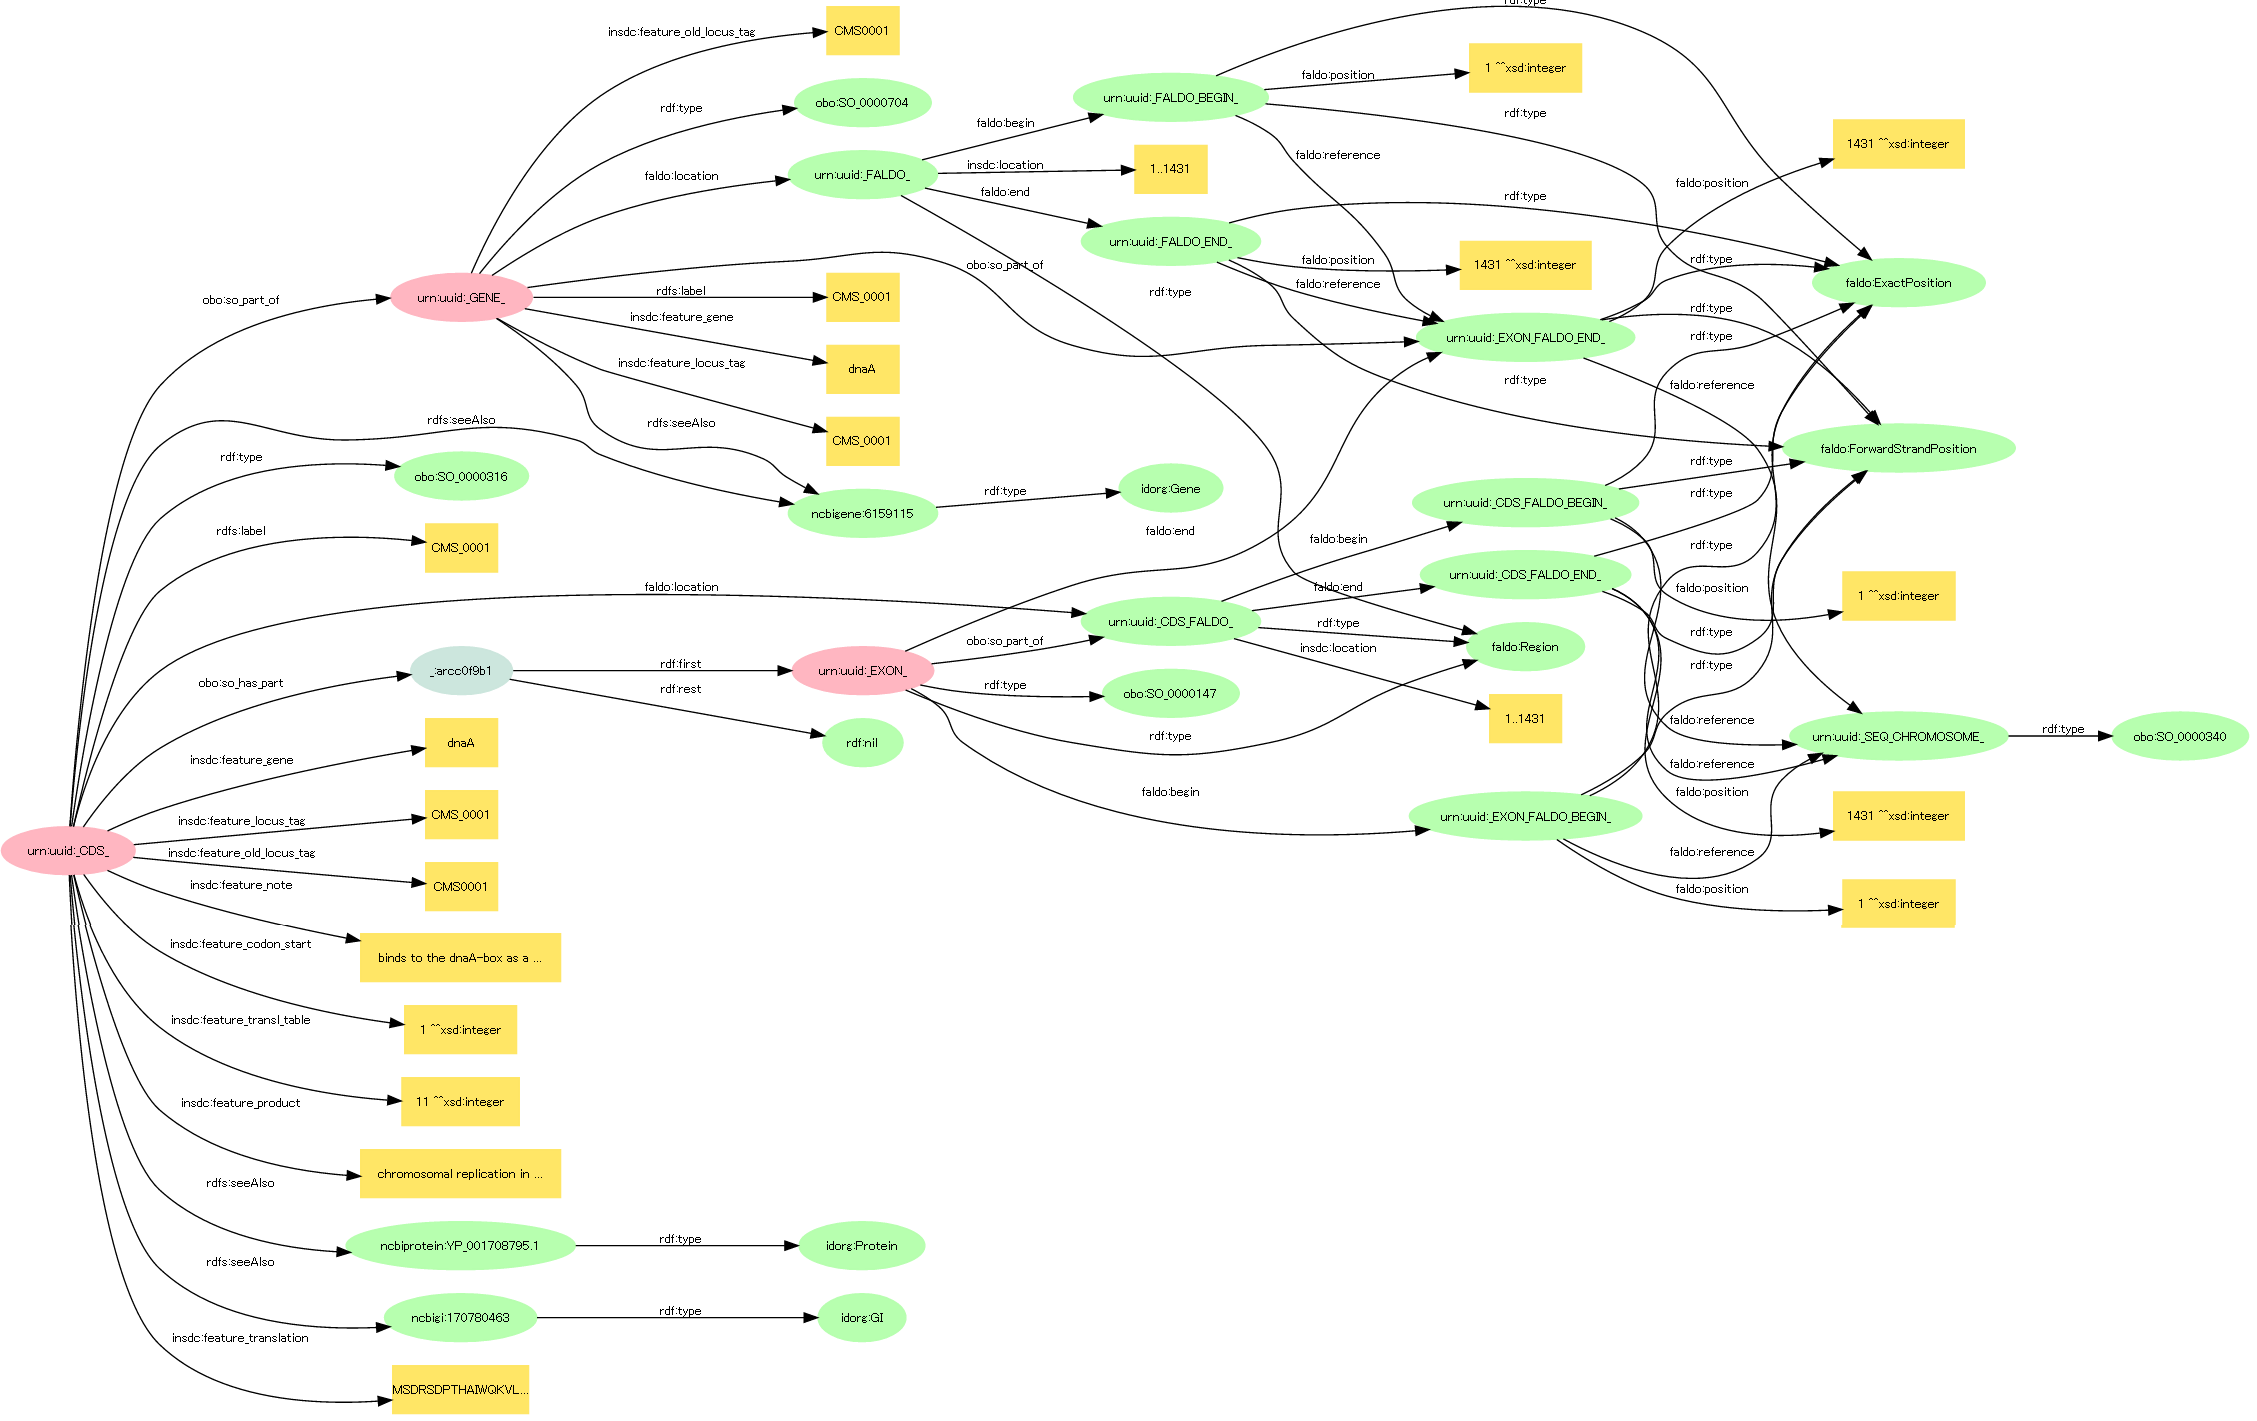 rdf:type
insdc:feature_old_locus_tag
CMS0001
rdf:type
obo:SO_0000704
faldo:location
urn:uuid:_FALDO_
faldo:begin
insdc:location
faldo:end
urn:uuid:_FALDO_BEGIN_
faldo:position
1 ^^xsd:integer
rdf:type
faldo:reference
1..1431
urn:uuid:_FALDO_END_
rdf:type
faldo:position
1431 ^^xsd:integer
faldo:reference
faldo:position
1431 ^^xsd:integer
rdf:type
faldo:ExactPosition
obo:so_part_of
urn:uuid:_GENE_
obo:so_part_of
rdfs:label
CMS_0001
rdf:type
insdc:feature_gene
dnaA
insdc:feature_locus_tag
CMS_0001
rdfs:seeAlso
urn:uuid:_EXON_FALDO_END_
rdf:type
rdf:type
rdf:type
faldo:reference
faldo:ForwardStrandPosition
rdfs:seeAlso
rdf:type
obo:SO_0000316
ncbigene:6159115
rdf:type
idorg:Gene
rdf:type
rdf:type
urn:uuid:_CDS_FALDO_BEGIN_
rdfs:label
CMS_0001
faldo:end
faldo:begin
rdf:type
urn:uuid:_CDS_FALDO_END_
faldo:location
faldo:end
faldo:position
1 ^^xsd:integer
urn:uuid:_CDS_FALDO_
rdf:type
rdf:type
obo:so_part_of
insdc:location
faldo:Region
rdf:type
_:arcc0f9b1
rdf:first
urn:uuid:_EXON_
obo:so_has_part
rdf:rest
rdf:type
obo:SO_0000147
1..1431
faldo:reference
rdf:type
rdf:nil
urn:uuid:_SEQ_CHROMOSOME_
rdf:type
obo:SO_0000340
dnaA
insdc:feature_gene
faldo:reference
faldo:begin
faldo:position
CMS_0001
insdc:feature_locus_tag
urn:uuid:_EXON_FALDO_BEGIN_
1431 ^^xsd:integer
urn:uuid:_CDS_
insdc:feature_old_locus_tag
faldo:reference
CMS0001
insdc:feature_note
faldo:position
1 ^^xsd:integer
insdc:feature_codon_start
binds to the dnaA-box as a ...
insdc:feature_transl_table
1 ^^xsd:integer
insdc:feature_product
11 ^^xsd:integer
chromosomal replication in ...
rdfs:seeAlso
ncbiprotein:YP_001708795.1
rdf:type
idorg:Protein
rdfs:seeAlso
ncbigi:170780463
rdf:type
idorg:GI
insdc:feature_translation
MSDRSDPTHAIWQKVL...